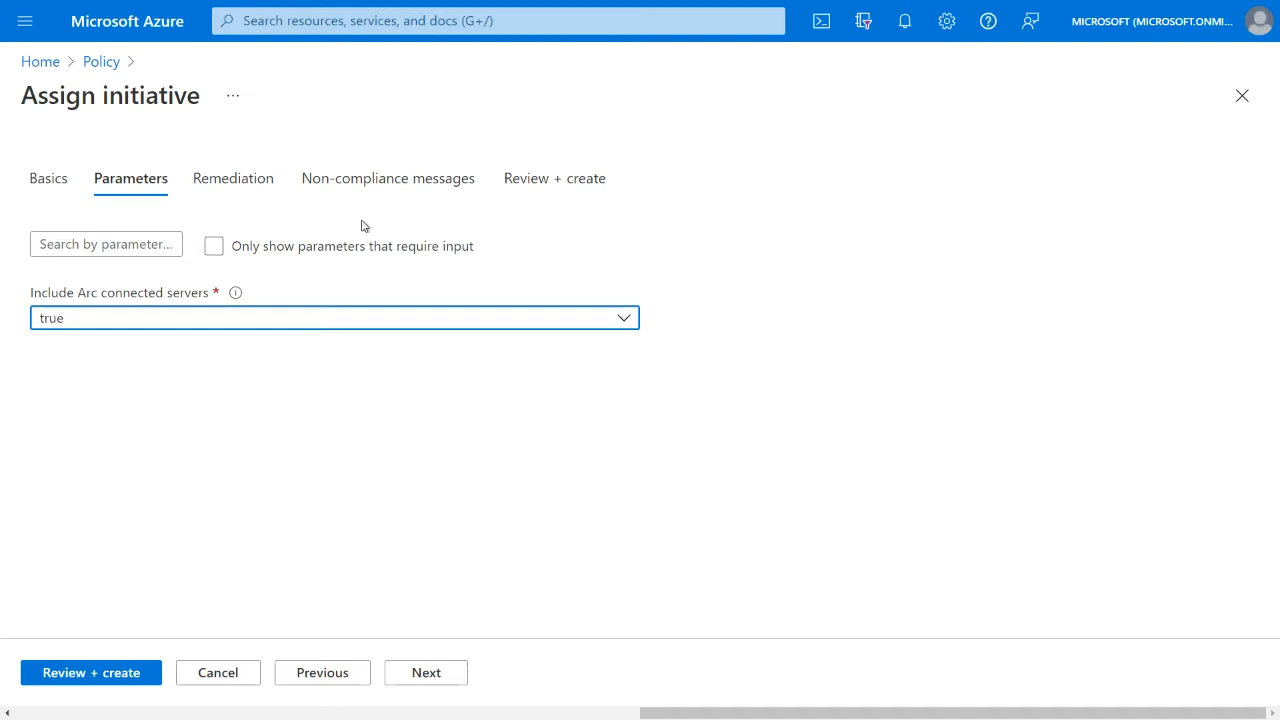 Microsoft Azure
Search resources, services, and docs (G+/)
MICROSOFT (MICROSOFT.ONMI...
Home > Policy >
Assign initiative ...
Basics
Parameters
Remediation
Non-compliance messages
Review + create
Search by parameter...
Only show parameters that require input
Include Arc connected servers *
true
Review + create
Cancel
Previous
Next